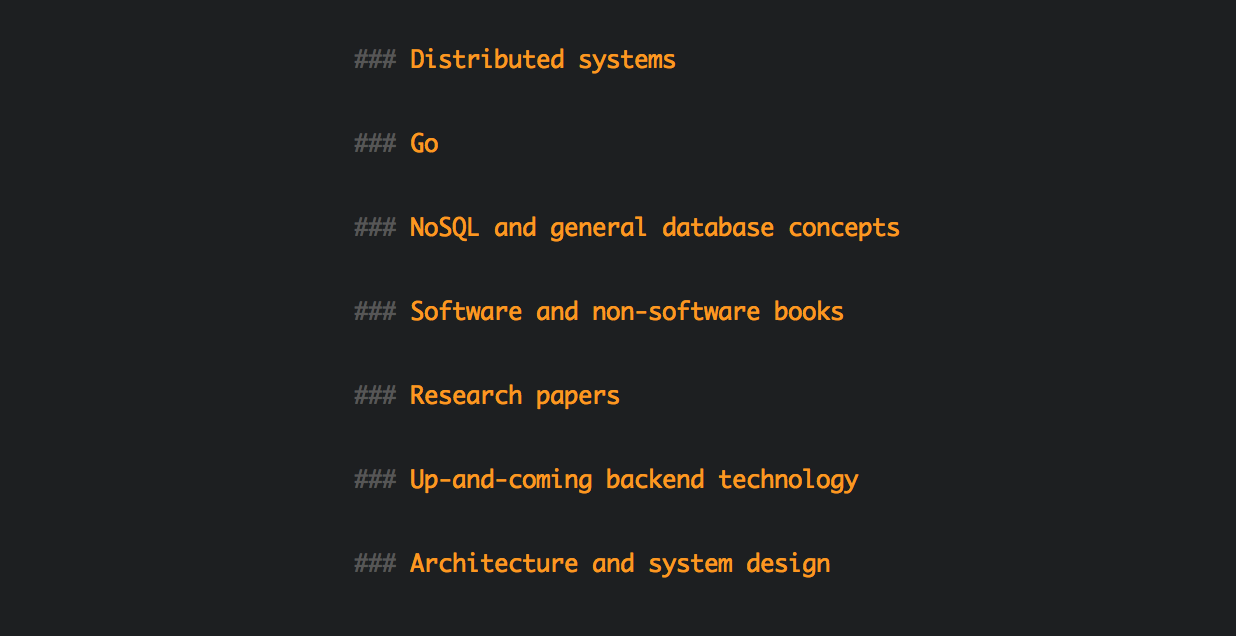 ### Distributed systems
### Go
### NoSQL and general database concepts
### Software and non-software books
### Research papers
### Up-and-coming backend technology
### Architecture and system design